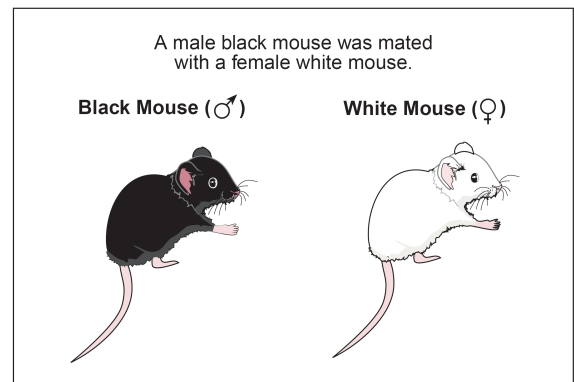 A male black mouse was mated
with a female white mouse.
Black Mouse (♂)
White Mouse (♀)